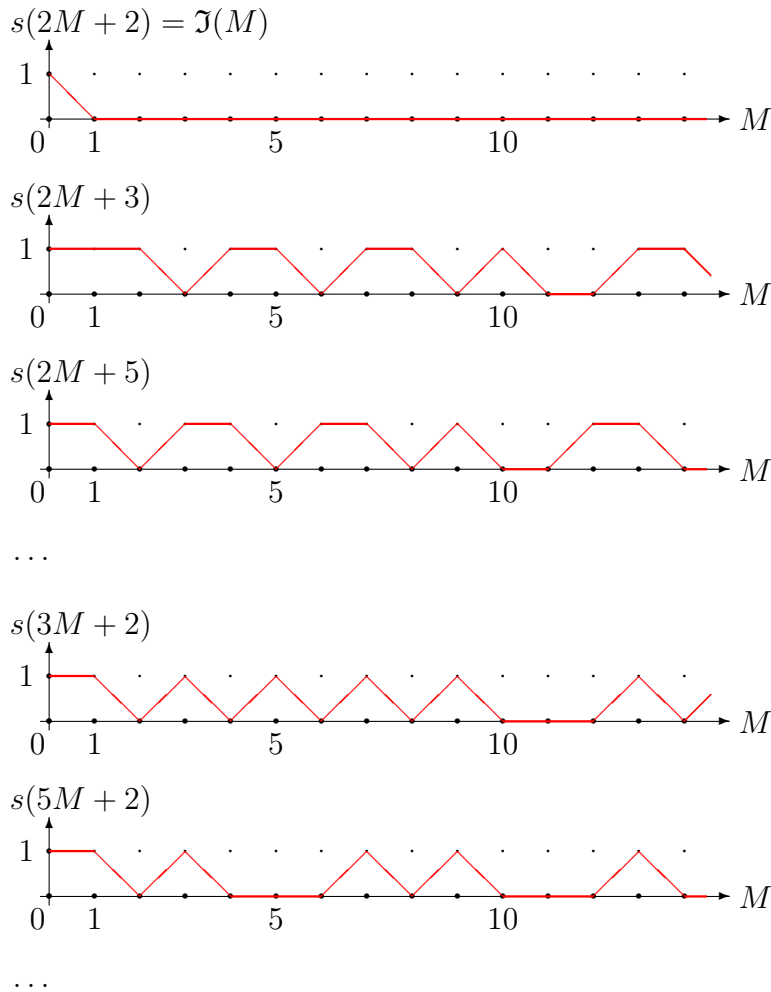 s(2M + 2) = ℑ(M)
1
M
0 1 5 10
s(2M + 3)
1
M
0 1 5 10
s(2M + 5)
1
M
0 1 5 10
...
s(3M + 2)
1
M
0 1 5 10
s(5M + 2)
1
M
0 1 5 10
...